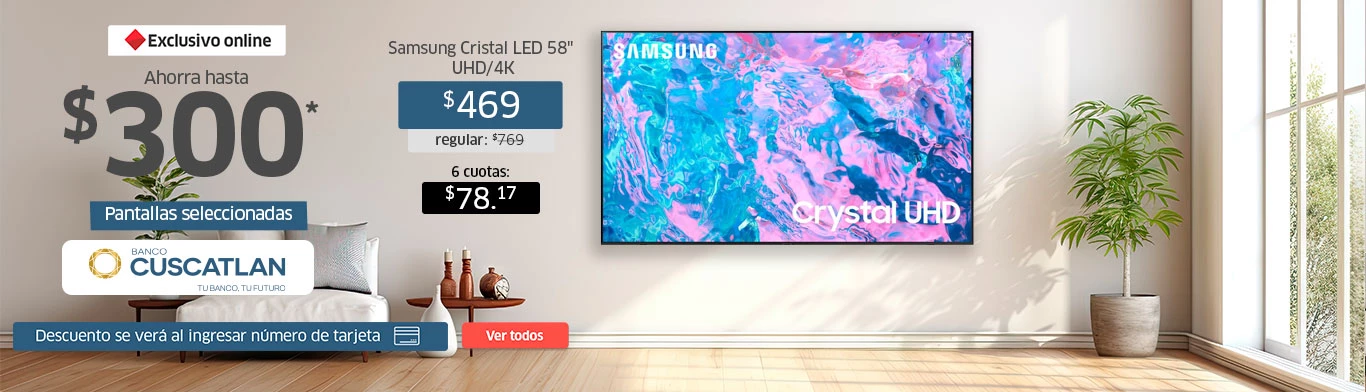 Exclusivo online
Ahorra hasta
$300*
Pantallas seleccionadas
BANCO
CUSCATLAN
TU BANCO. TU FUTURO
Descuento se verá al ingresar número de tarjeta
Ver todos
Samsung Cristal LED 58"
UHD/4K
$469
regular: $769
6 cuotas:
$78.17
SAMSUNG
Crystal UHD